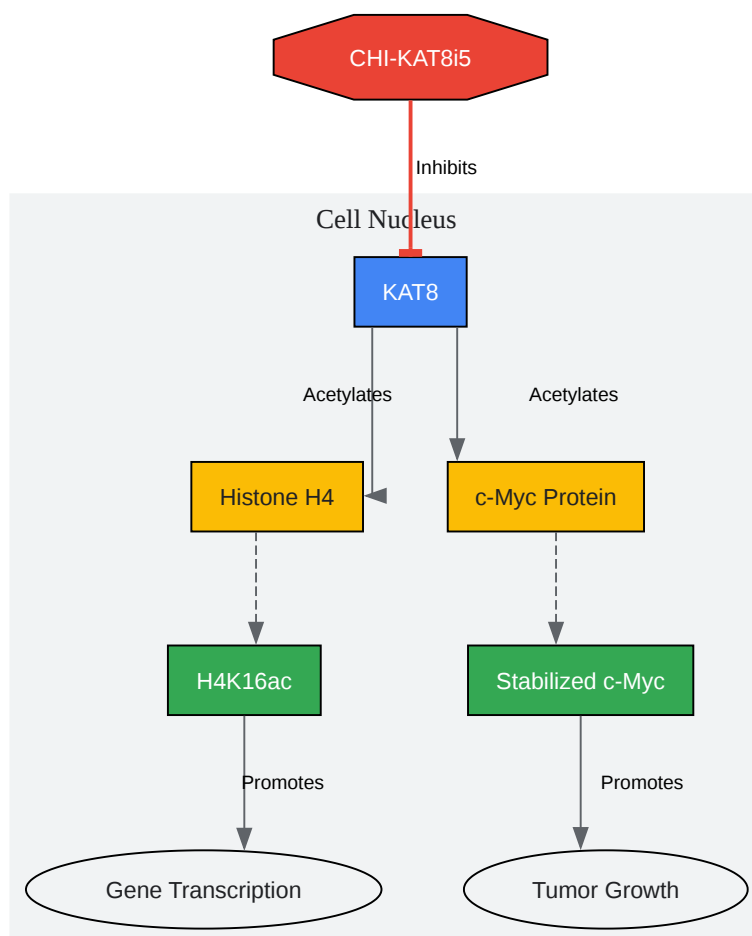 CHI-KAT8i5
Inhibits
Cell Nucleus
KAT8
Acetylates
Acetylates
Histone H4
c-Myc Protein
H4K16ac
Stabilized c-Myc
Promotes
Promotes
Gene Transcription
Tumor Growth